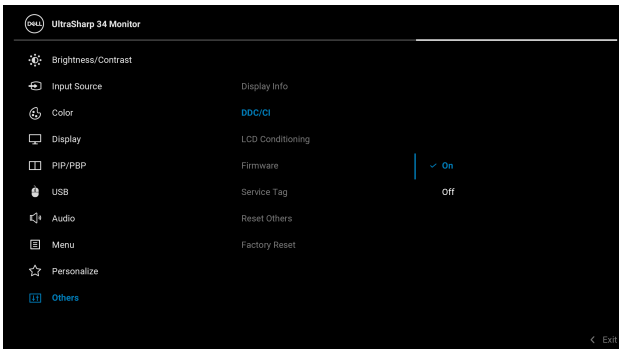 DELL UltraSharp 34 Monitor
Brightness/Contrast
Input Source
Display Info
Color
DDC/CI
Display
LCD Conditioning
PIP/PBP
Firmware
On
USB
Service Tag
Off
Audio
Reset Others
Menu
Factory Reset
Personalize
Others
Exit